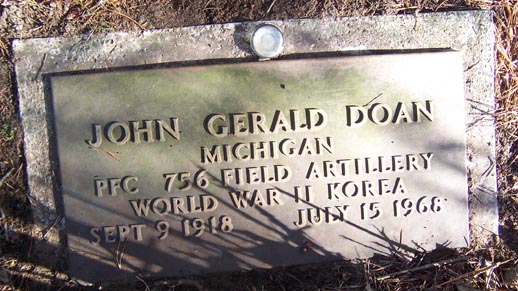 JOHN GERALD DOAN
MICHIGAN
PFC 756 FIELD ARTILLERY
WORLD WAR II KOREA
SEPT 9 1918 JULY 15 1968